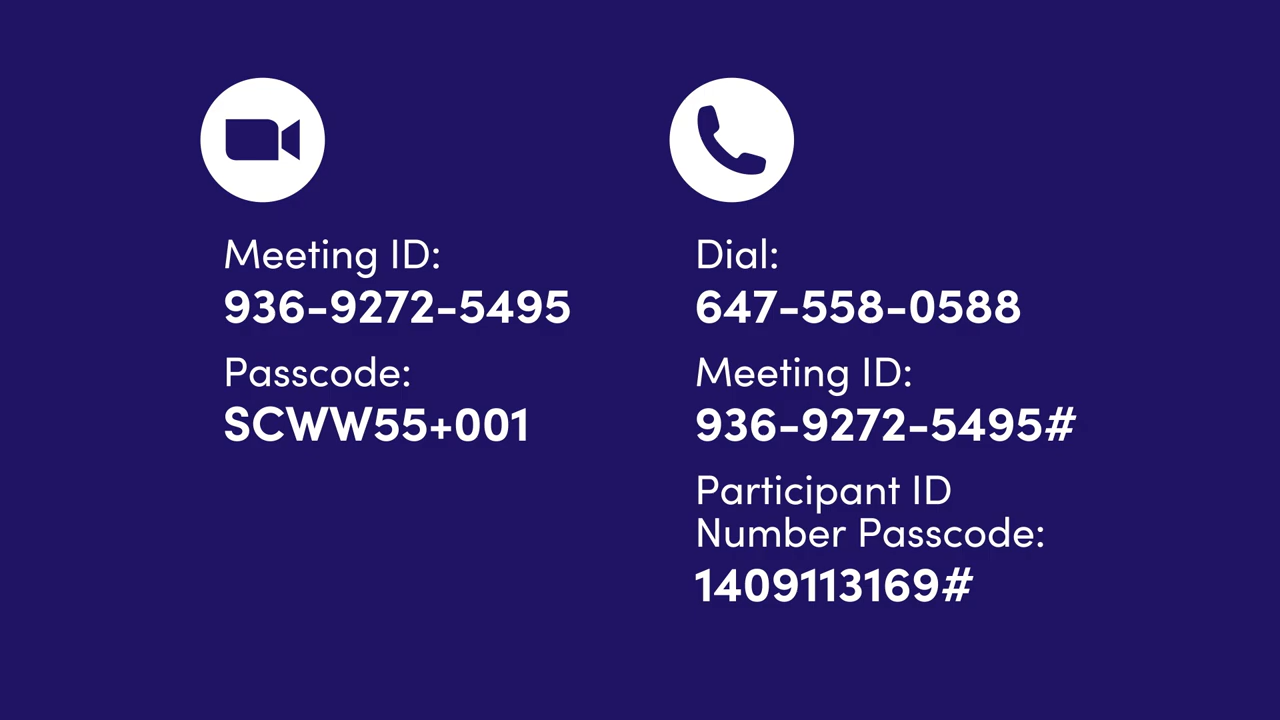 Meeting ID:
936-9272-5495
Passcode:
SCWW55+001
Dial:
647-558-0588
Meeting ID:
936-9272-5495#
Participant ID
Number Passcode:
1409113169#